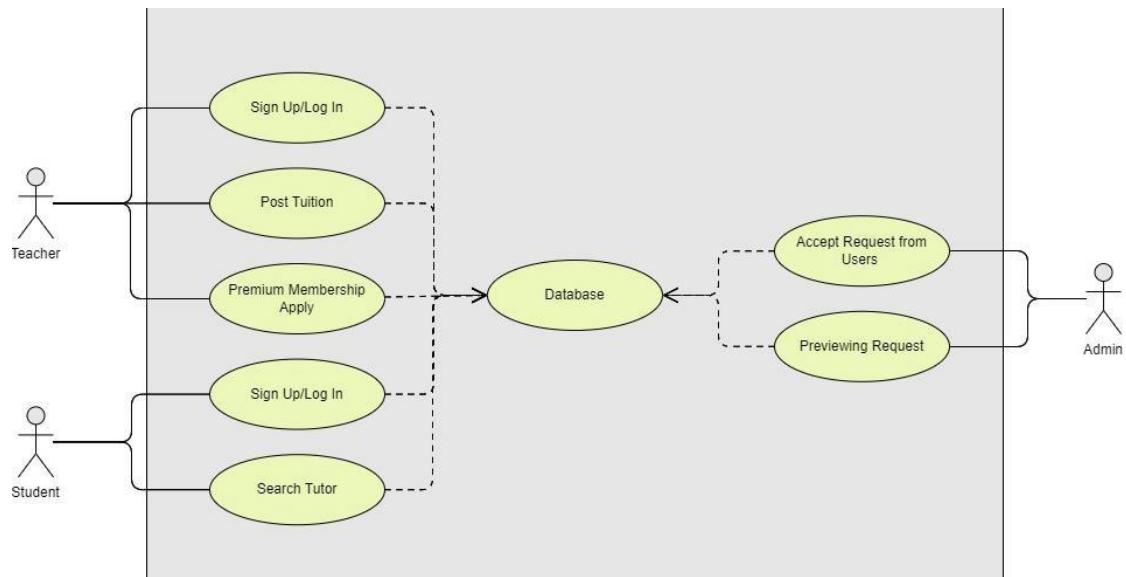 Sign Up/Log In
Post Tuition
Teacher
Premium Membership
Apply
Sign Up/Log In
Student
Search Tutor
Database
Accept Request from
Users
Previewing Request
Admin